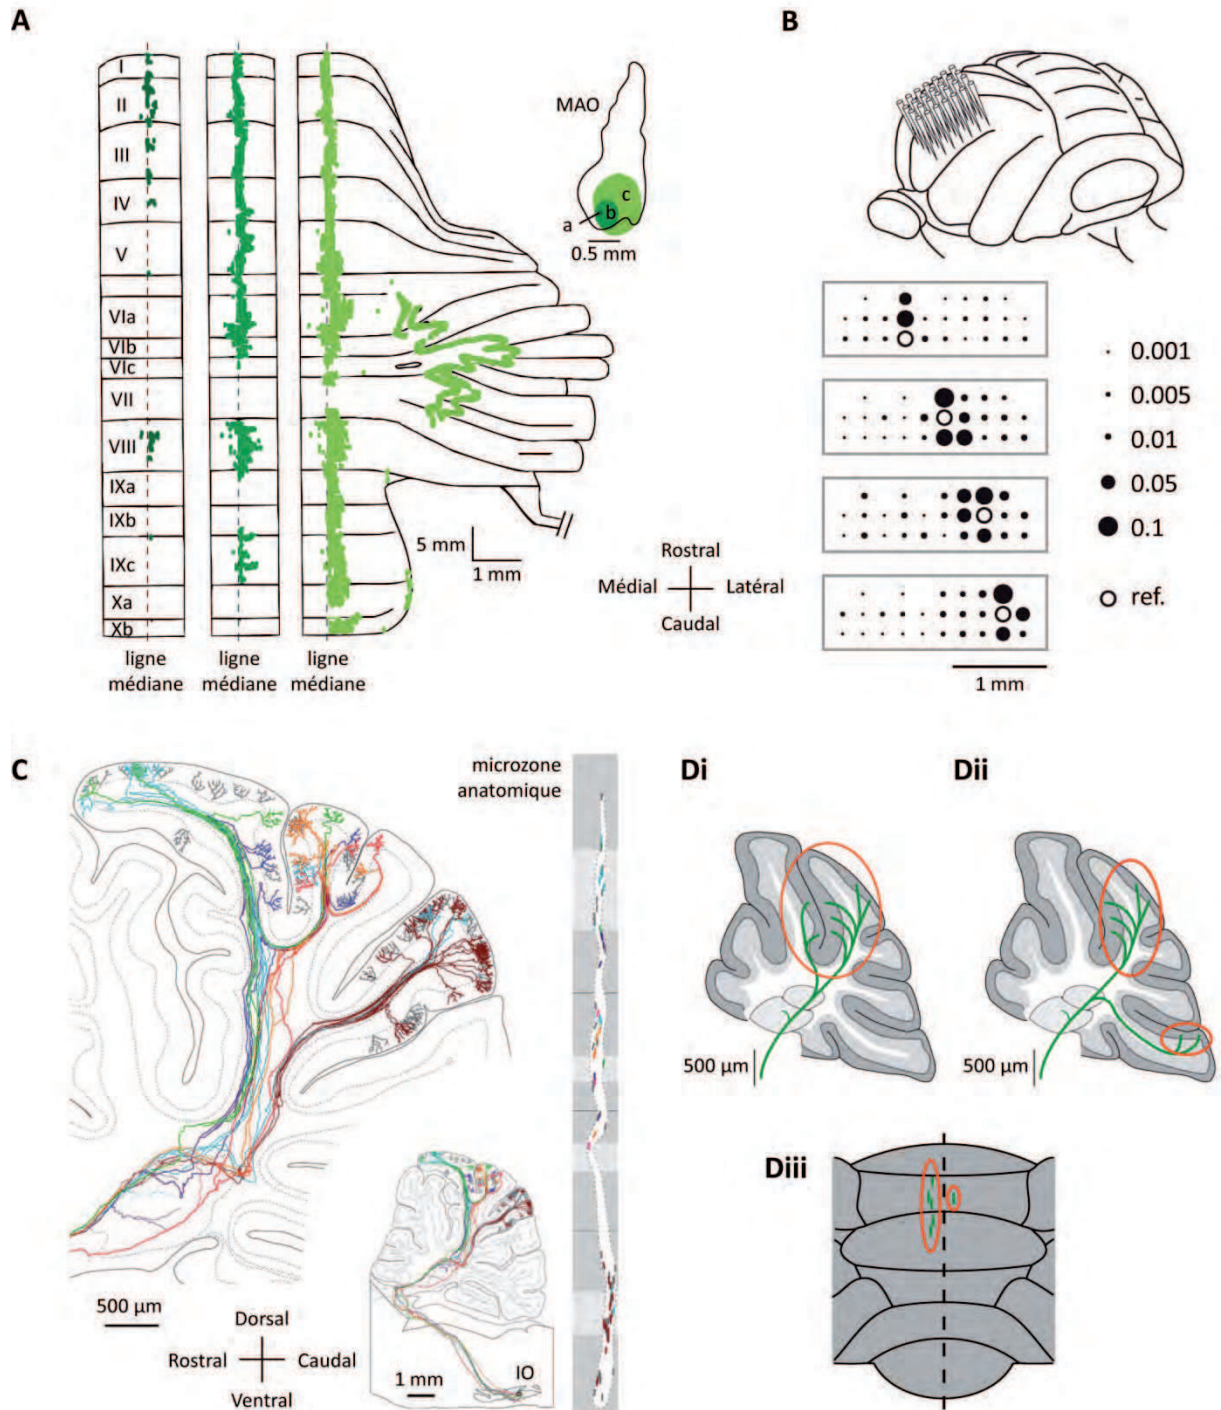 A
I
II
III
IV
V
VIa
VIb
VIc
VII
VIII
IXa
IXb
IXc
Xa
Xb
ligne
médiane
ligne
médiane
ligne
médiane
MAO
c
b
a
0.5 mm
5 mm
1 mm
Rostral
Médial
Latéral
Caudal
B
0.001
0.005
0.01
0.05
0.1
ref.
1 mm
C
microzone
anatomique
500 µm
Dorsal
Rostral
Caudal
Ventral
IO
1 mm
Di
500 µm
Dii
500 µm
Diii